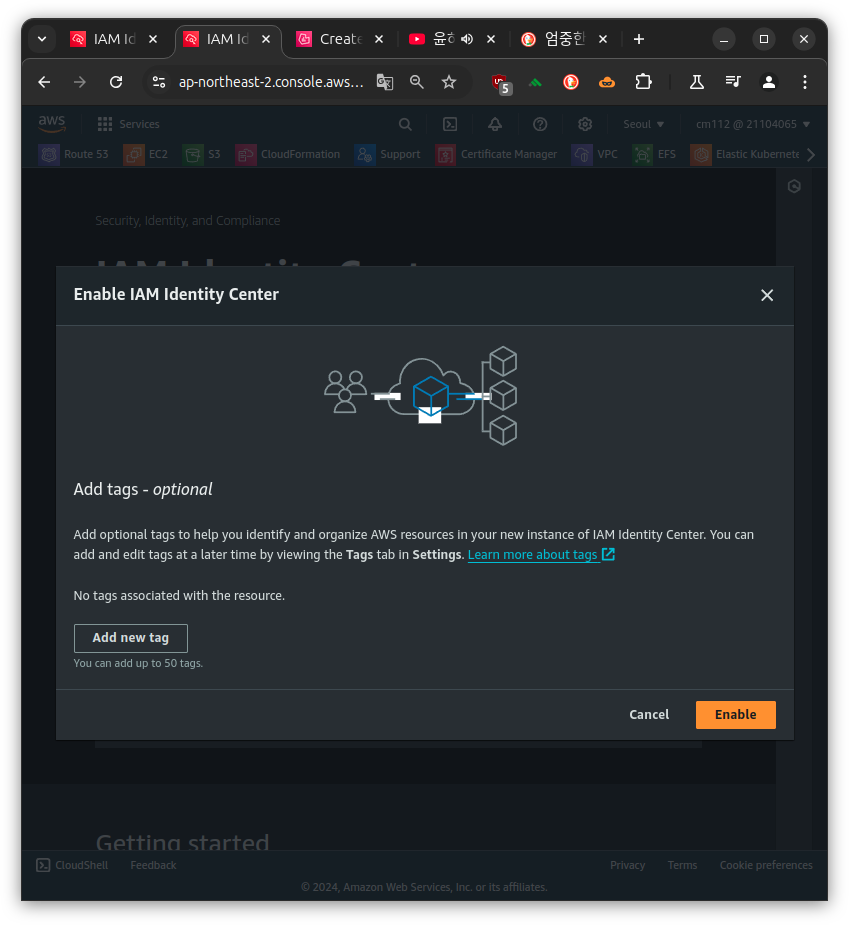 IAM Id
IAM Id
Create
윤ㅎ
엄중한
ap-northeast-2.console.aws...
5
aws
Services
Seoul
cm112 @ 21104065
Route 53
EC2
S3
CloudFormation
Support
Certificate Manager
VPC
EFS
Elastic Kubernete
Security, Identity, and Compliance
IAM Identity Cent
Enable IAM Identity Center
Add tags - optional
Add optional tags to help you identify and organize AWS resources in your new instance of IAM Identity Center. You can
add and edit tags at a later time by viewing the Tags tab in Settings. Learn more about tags
No tags associated with the resource.
Add new tag
You can add up to 50 tags.
Cancel
Enable
Getting started
CloudShell
Feedback
Privacy
Terms
Cookie preferences
© 2024, Amazon Web Services, Inc. or its affiliates.